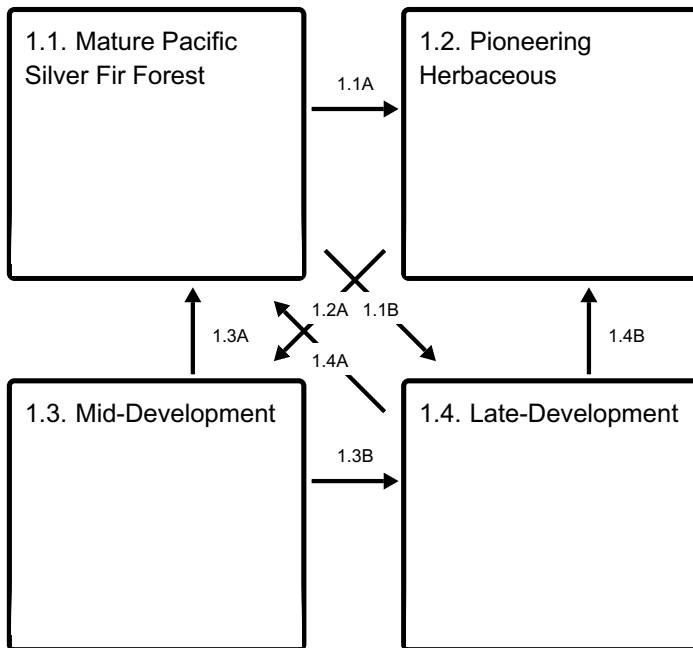 1.1. Mature Pacific
Silver Fir Forest
1.1A
1.2. Pioneering
Herbaceous
1.2A
1.1B
1.3A
1.4A
1.4B
1.3. Mid-Development
1.3B
1.4. Late-Development